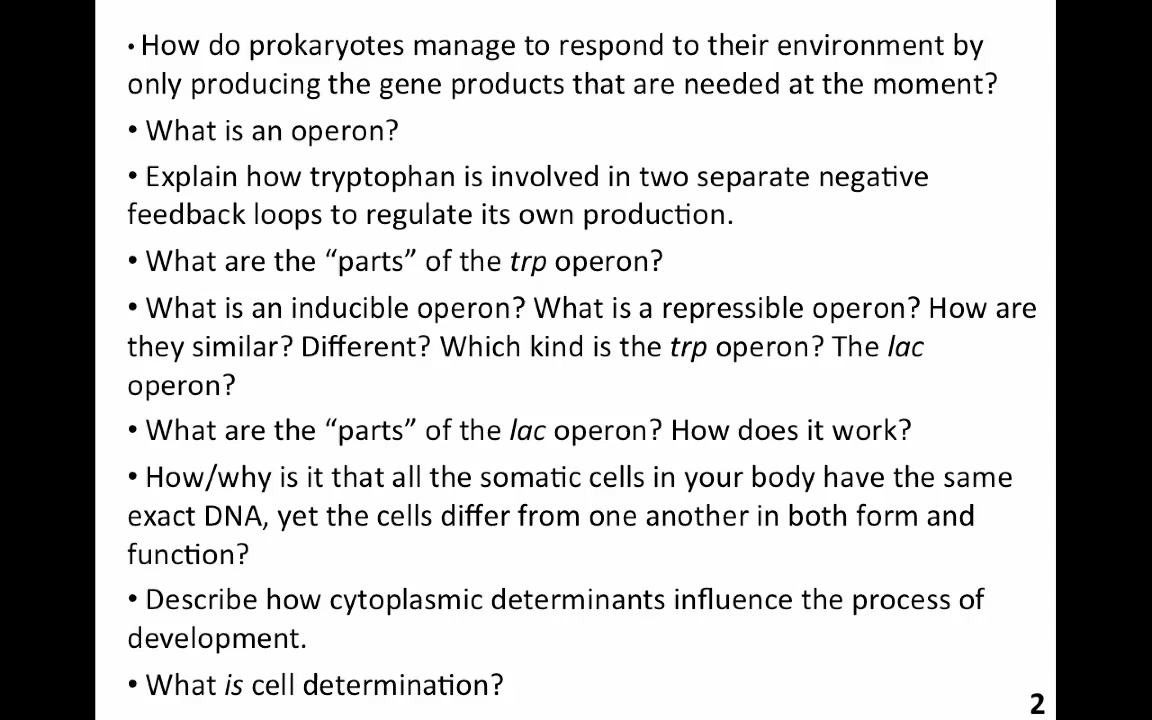 • How do prokaryotes manage to respond to their environment by
only producing the gene products that are needed at the moment?
• What is an operon?
• Explain how tryptophan is involved in two separate negative
feedback loops to regulate its own production.
• What are the “parts” of the trp operon?
• What is an inducible operon? What is a repressible operon? How are
they similar? Different? Which kind is the trp operon? The lac
operon?
• What are the “parts” of the lac operon? How does it work?
• How/why is it that all the somatic cells in your body have the same
exact DNA, yet the cells differ from one another in both form and
function?
• Describe how cytoplasmic determinants influence the process of
development.
• What is cell determination?
2